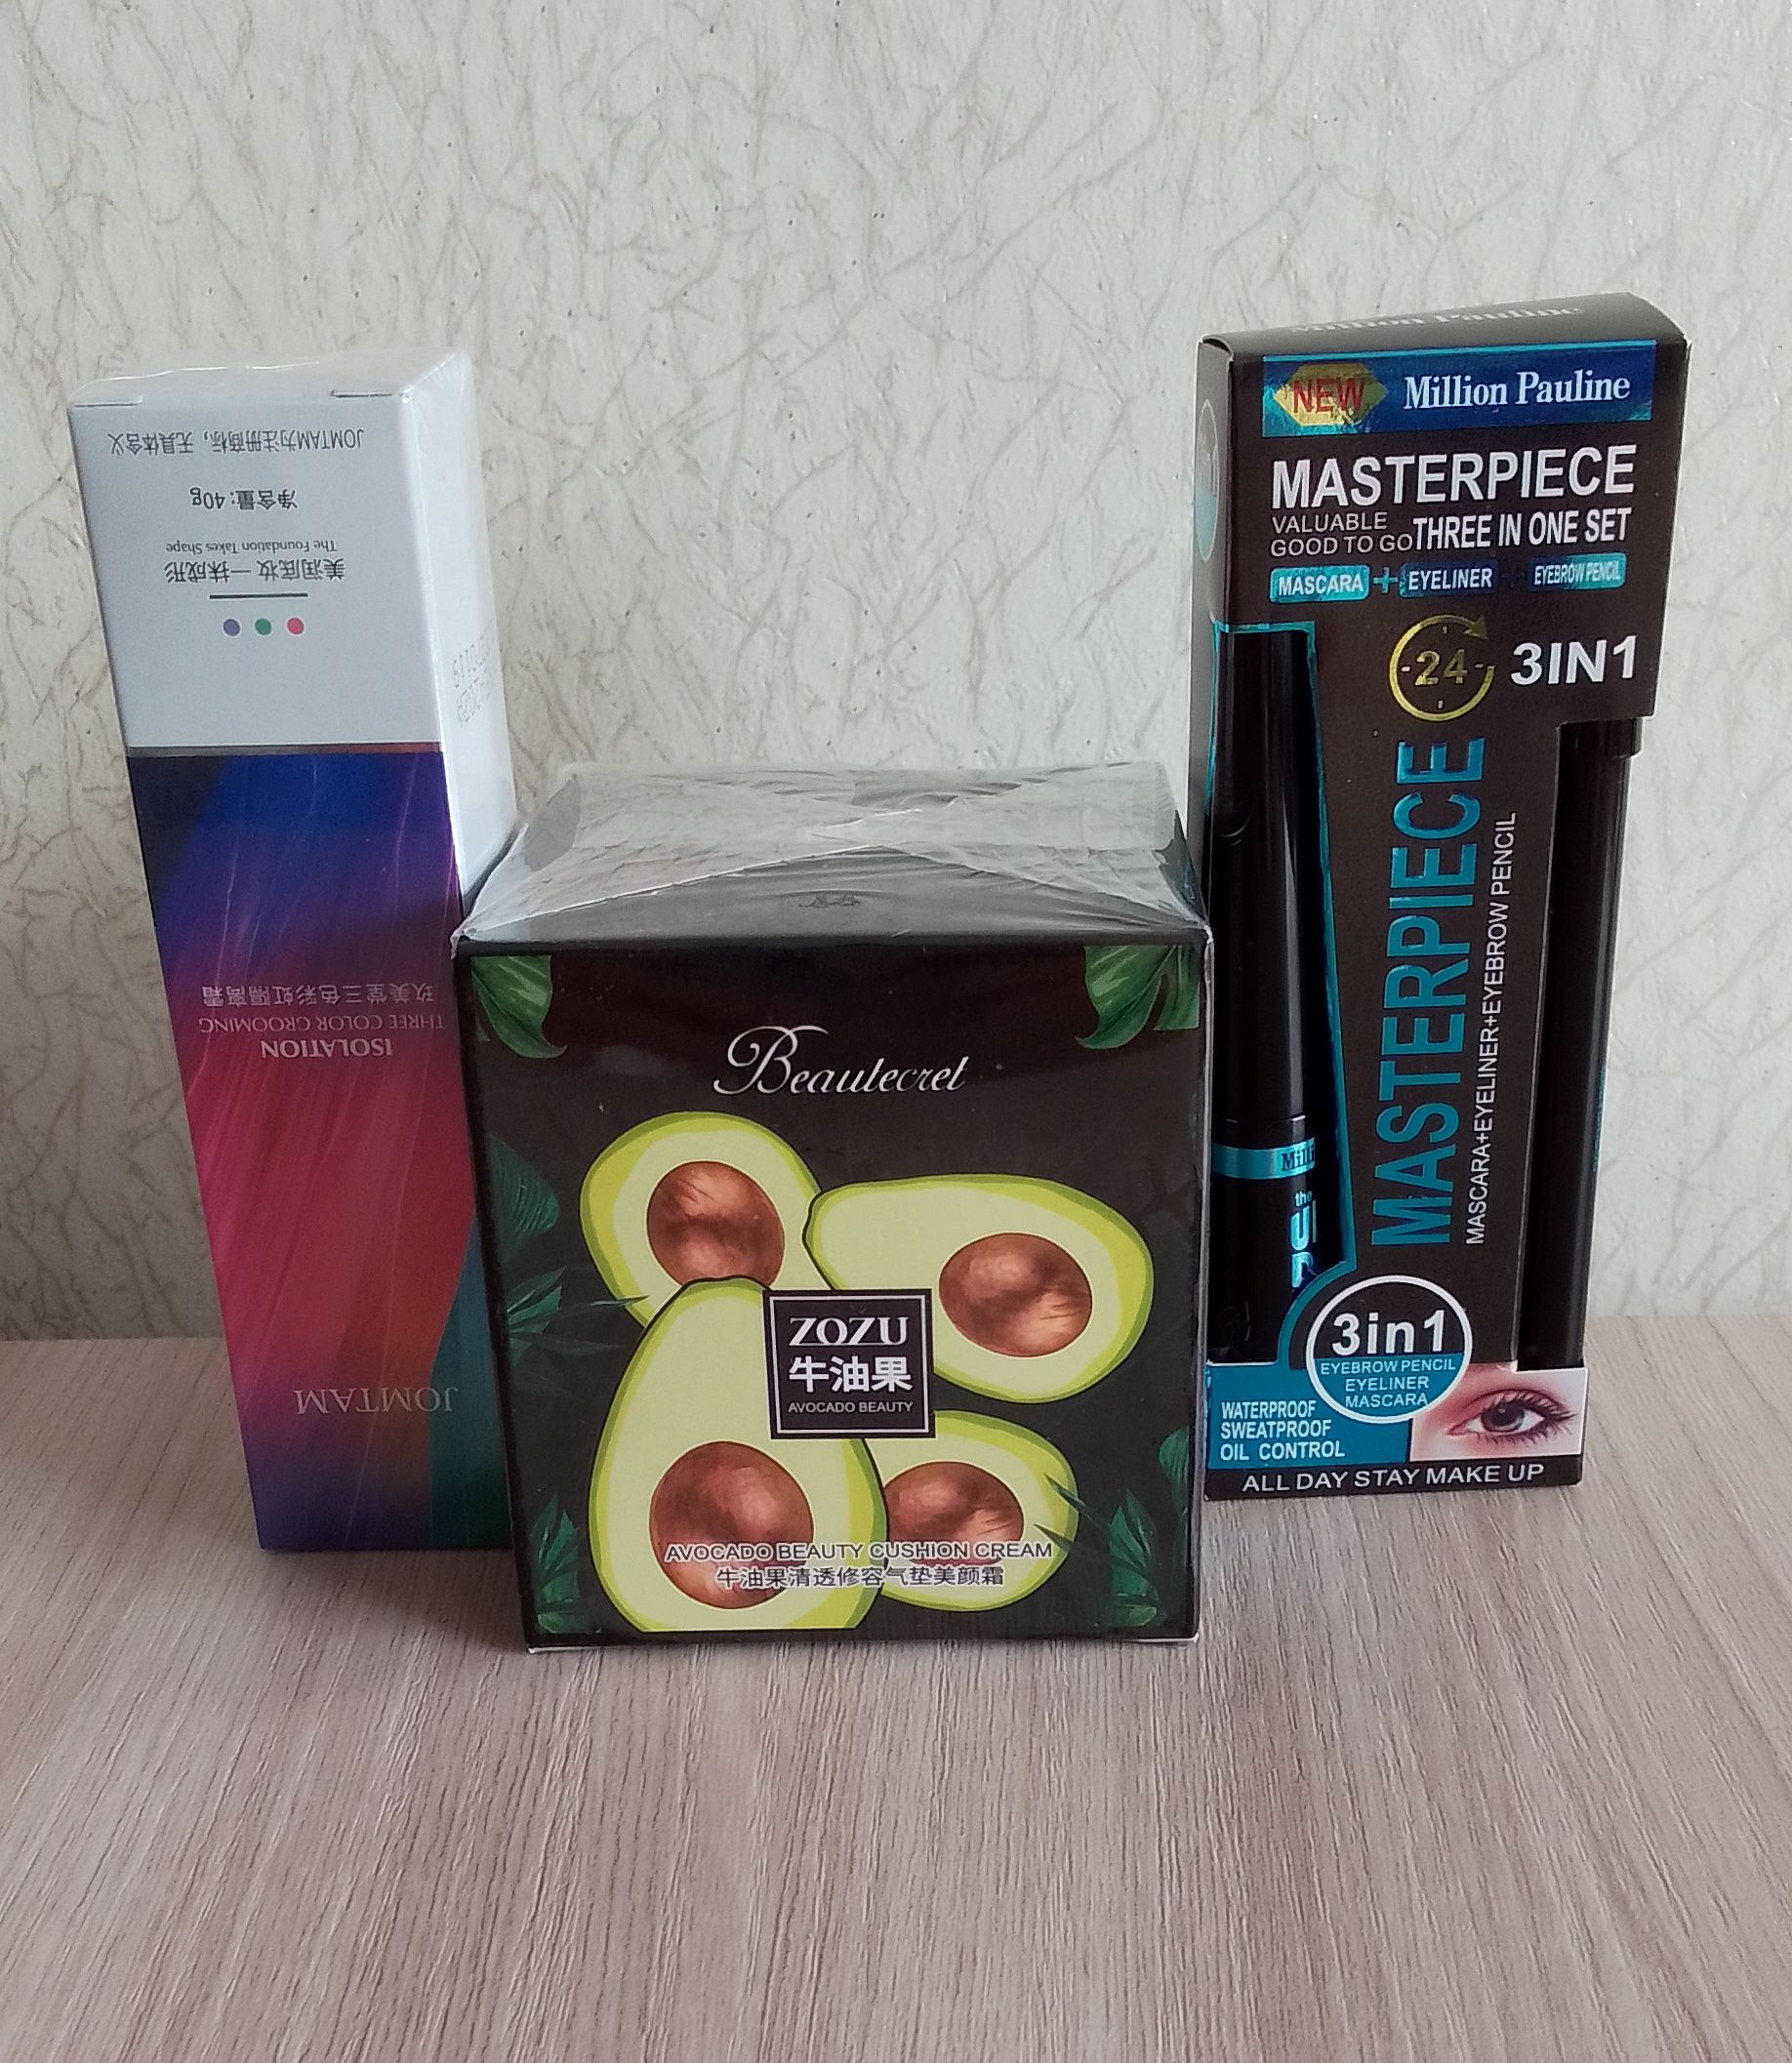 JOMTAM为注册商标，无具体含义
净含量：40g
The Foundation Takes Shape
美润底妆 一抹成形
玖美堂三色彩虹隔离霜
THREE COLOR GROOMING
ISOLATION
JOMTAM
Beautecret
ZOZU
牛油果
AVOCADO BEAUTY
AVOCADO BEAUTY CUSHION CREAM
牛油果清透修容气垫美颜霜
Million Pauline
NEW Million Pauline
MASTERPIECE
VALUABLE
GOOD TO GO THREE IN ONE SET
MASCARA + EYELINER + EYEBROW PENCIL
24 3IN1
MASTERPIECE
MASCARA+EYELINER+EYEBROW PENCIL
3in1
EYEBROW PENCIL
EYELINER
MASCARA
WATERPROOF
SWEATPROOF
OIL CONTROL
ALL DAY STAY MAKE UP